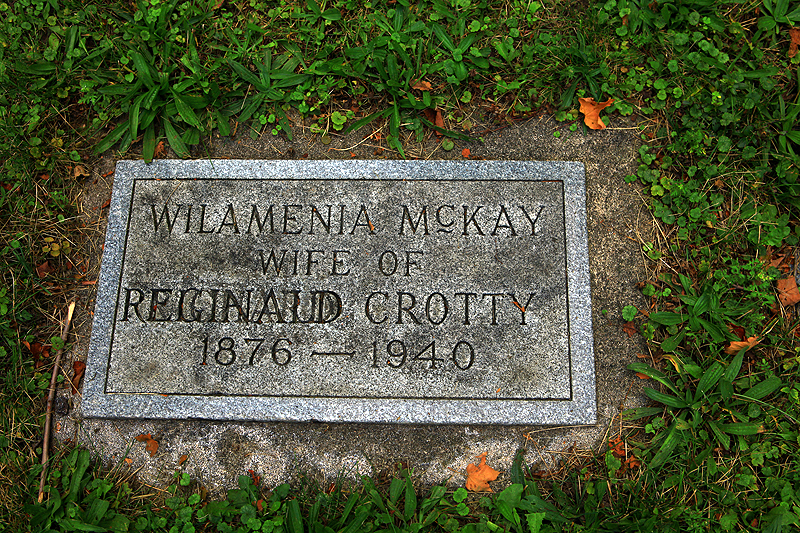 WILAMENIA MCKAY
WIFE OF
REGINALD CROTTY
1876 — 1940